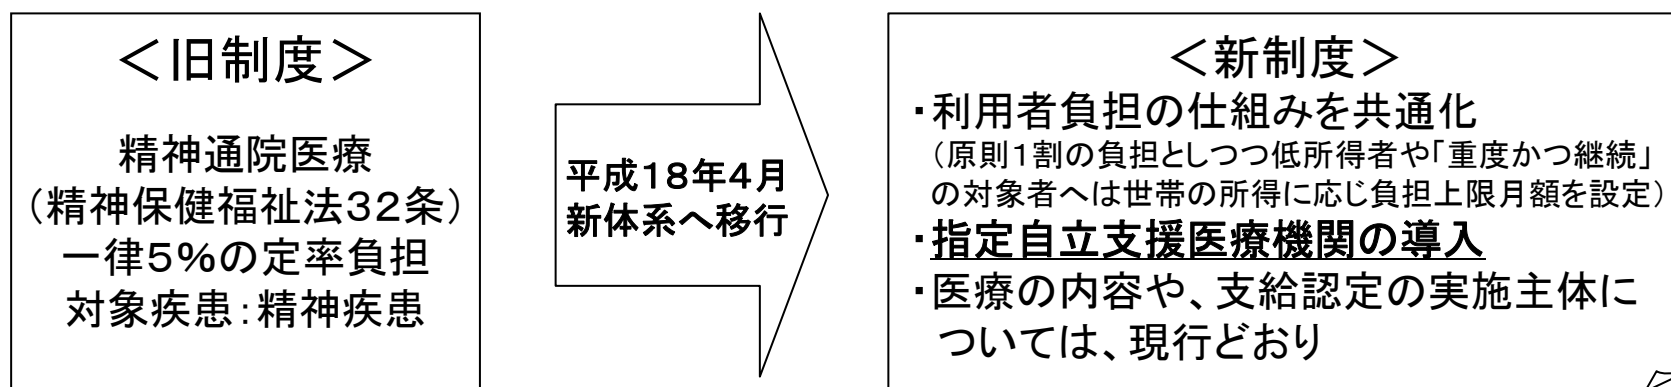 ＜旧制度＞
精神通院医療
（精神保健福祉法３２条）
一律５％の定率負担
対象疾患：精神疾患
平成１８年４月
新体系へ移行
＜新制度＞
・利用者負担の仕組みを共通化
（原則１割の負担としつつ低所得者や「重度かつ継続」
の対象者へは世帯の所得に応じ負担上限月額を設定）
・指定自立支援医療機関の導入
・医療の内容や、支給認定の実施主体に
ついては、現行どおり